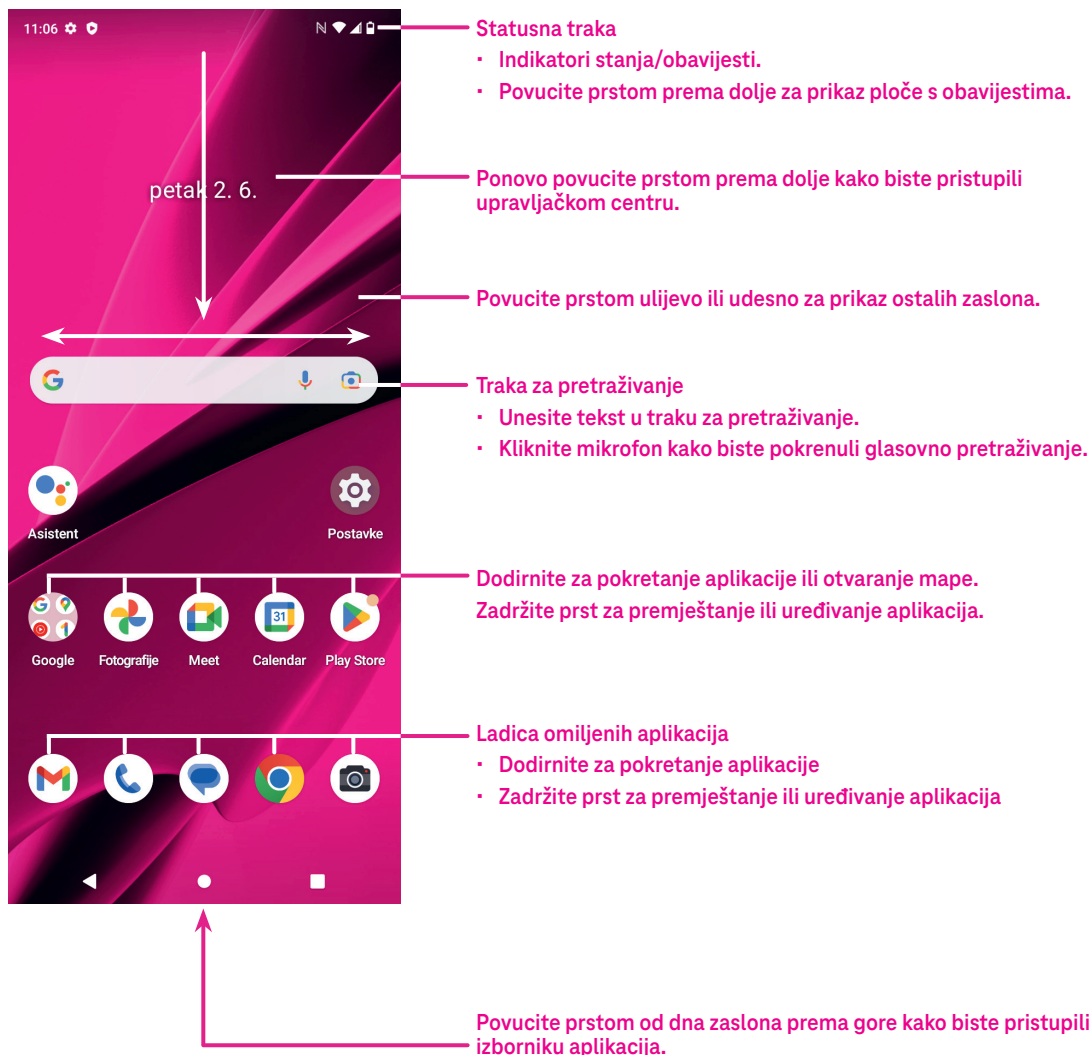 11:06
Statusna traka
· Indikatori stanja/obavijesti.
· Povucite prstom prema dolje za prikaz ploče s obavijestima.
petak 2. 6.
Ponovo povucite prstom prema dolje kako biste pristupili
upravljačkom centru.
Povucite prstom ulijevo ili udesno za prikaz ostalih zaslona.
Traka za pretraživanje
· Unesite tekst u traku za pretraživanje.
· Kliknite mikrofon kako biste pokrenuli glasovno pretraživanje.
Asistent
Postavke
Dodirnite za pokretanje aplikacije ili otvaranje mape.
Zadržite prst za premještanje ili uređivanje aplikacija.
31
Google
Fotografije
Meet
Calendar
Play Store
Ladica omiljenih aplikacija
· Dodirnite za pokretanje aplikacije
· Zadržite prst za premještanje ili uređivanje aplikacija
Povucite prstom od dna zaslona prema gore kako biste pristupili
izborniku aplikacija.